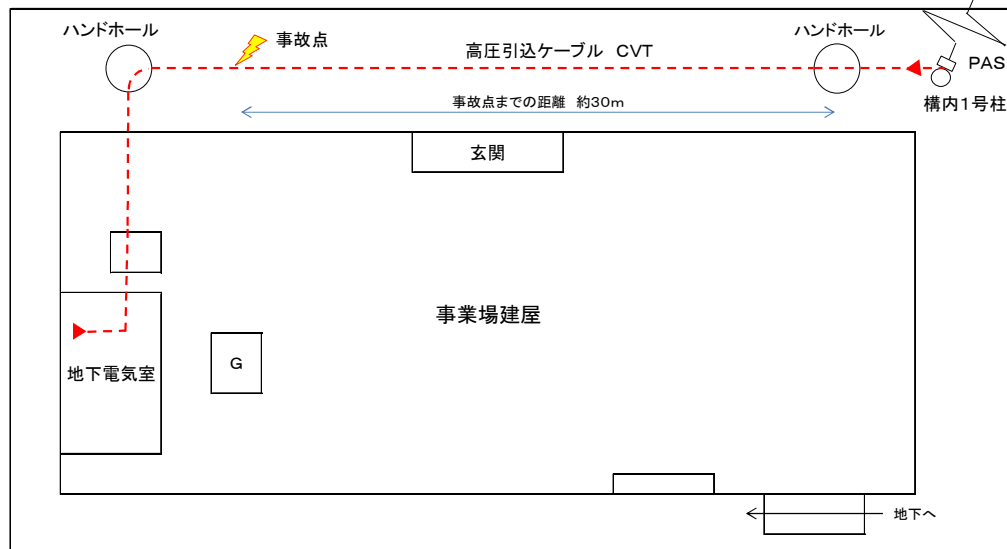 ハンドホール
事故点
高圧引込ケーブル CVT
ハンドホール
PAS
構内1号柱
事故点までの距離 約30m
玄関
事業場建屋
G
地下電気室
地下へ